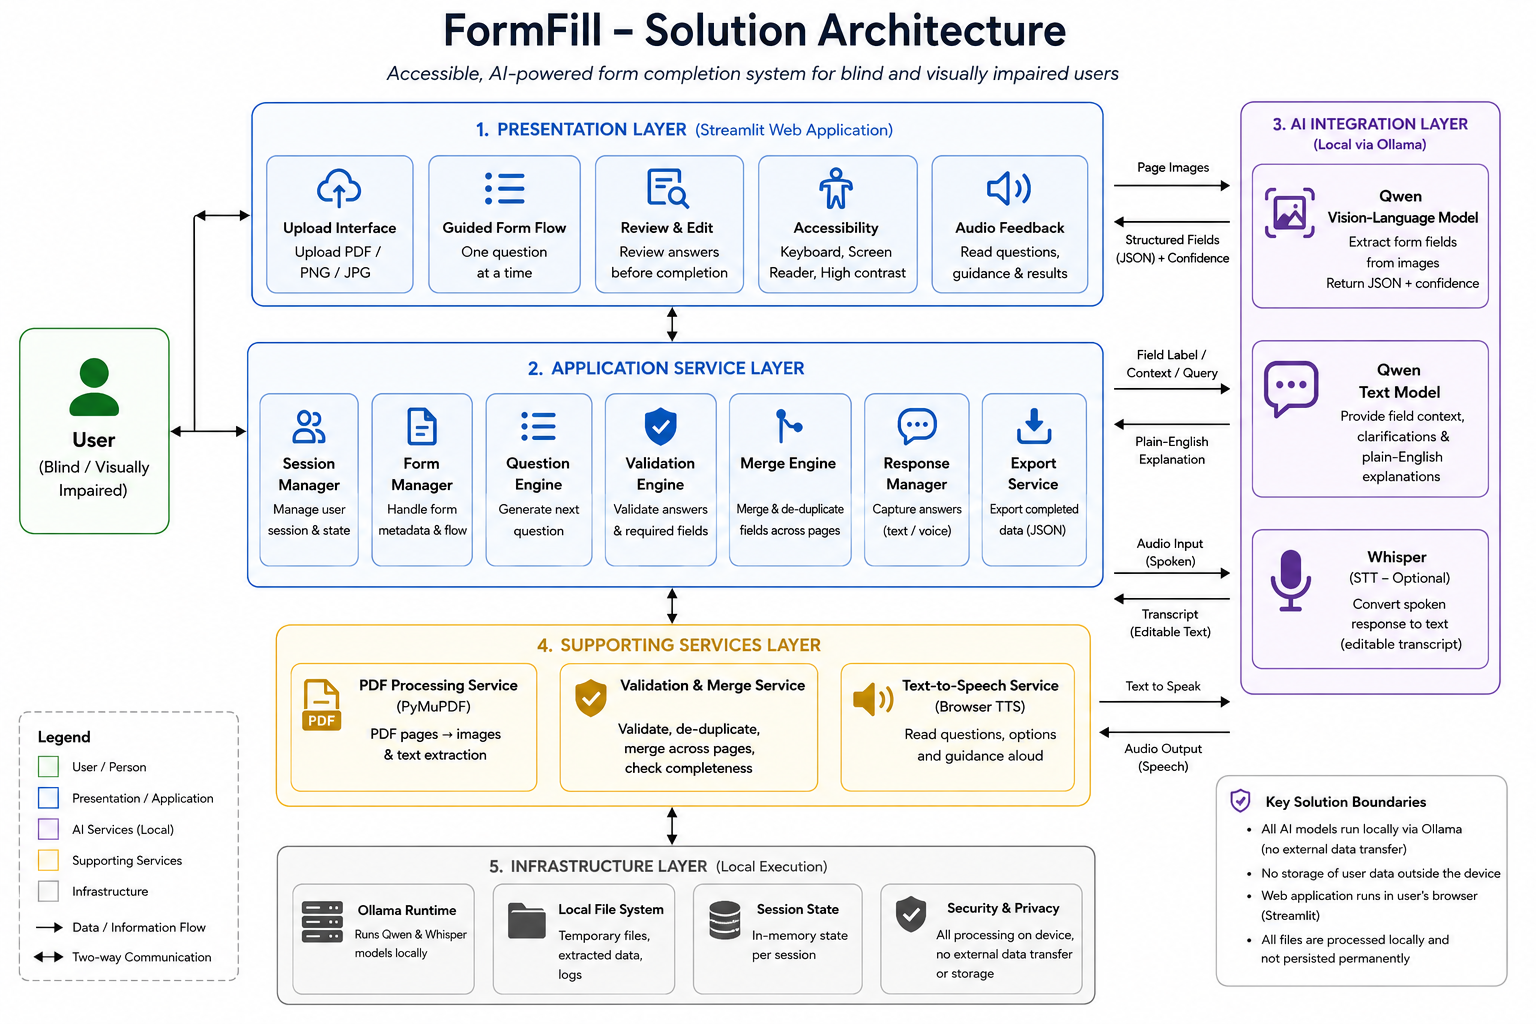 FormFill – Solution Architecture
Accessible, AI-powered form completion system for blind and visually impaired users
1. PRESENTATION LAYER (Streamlit Web Application)
Upload Interface
Upload PDF /
PNG / JPG
Guided Form Flow
One question
at a time
Review & Edit
Review answers
before completion
Accessibility
Keyboard, Screen
Reader, High contrast
Audio Feedback
Read questions,
guidance & results
Page Images
Structured Fields
(JSON) + Confidence
3. AI INTEGRATION LAYER
(Local via Ollama)
Qwen
Vision-Language Model
Extract form fields
from images
Return JSON + confidence
User
(Blind / Visually
Impaired)
2. APPLICATION SERVICE LAYER
Session
Manager
Manage user
session & state
Form
Manager
Handle form
metadata & flow
Question
Engine
Generate next
question
Validation
Engine
Validate answers
& required fields
Merge Engine
Merge & de-duplicate
fields across pages
Response
Manager
Capture answers
(text / voice)
Export
Service
Export completed
data (JSON)
Field Label /
Context / Query
Plain-English
Explanation
Qwen
Text Model
Provide field context,
clarifications &
plain-English
explanations
Audio Input
(Spoken)
Transcript
(Editable Text)
Whisper
(STT – Optional)
Convert spoken
response to text
(editable transcript)
4. SUPPORTING SERVICES LAYER
PDF
PDF Processing Service
(PyMuPDF)
PDF pages → images
& text extraction
Validation & Merge Service
Validate, de-duplicate,
merge across pages,
check completeness
Text-to-Speech Service
(Browser TTS)
Read questions, options
and guidance aloud
Text to Speak
Audio Output
(Speech)
Legend
User / Person
Presentation / Application
AI Services (Local)
Supporting Services
Infrastructure
Data / Information Flow
Two-way Communication
5. INFRASTRUCTURE LAYER (Local Execution)
Ollama Runtime
Runs Qwen & Whisper
models locally
Local File System
Temporary files,
extracted data,
logs
Session State
In-memory state
per session
Security & Privacy
All processing on device,
no external data transfer
or storage
Key Solution Boundaries
• All AI models run locally via Ollama
(no external data transfer)
• No storage of user data outside the device
• Web application runs in user's browser
(Streamlit)
• All files are processed locally and
not persisted permanently